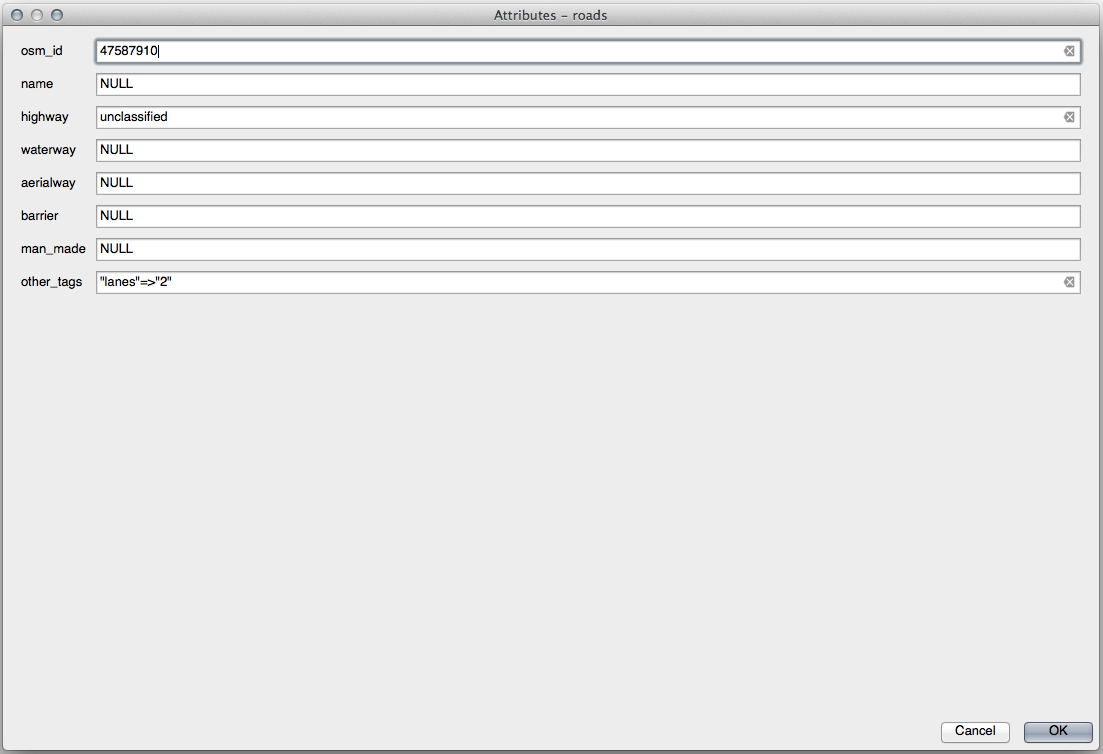 Attributes – roads
osm_id 47587910
name NULL
highway unclassified
waterway NULL
aerialway NULL
barrier NULL
man_made NULL
other_tags "lanes"=>"2"
Cancel OK